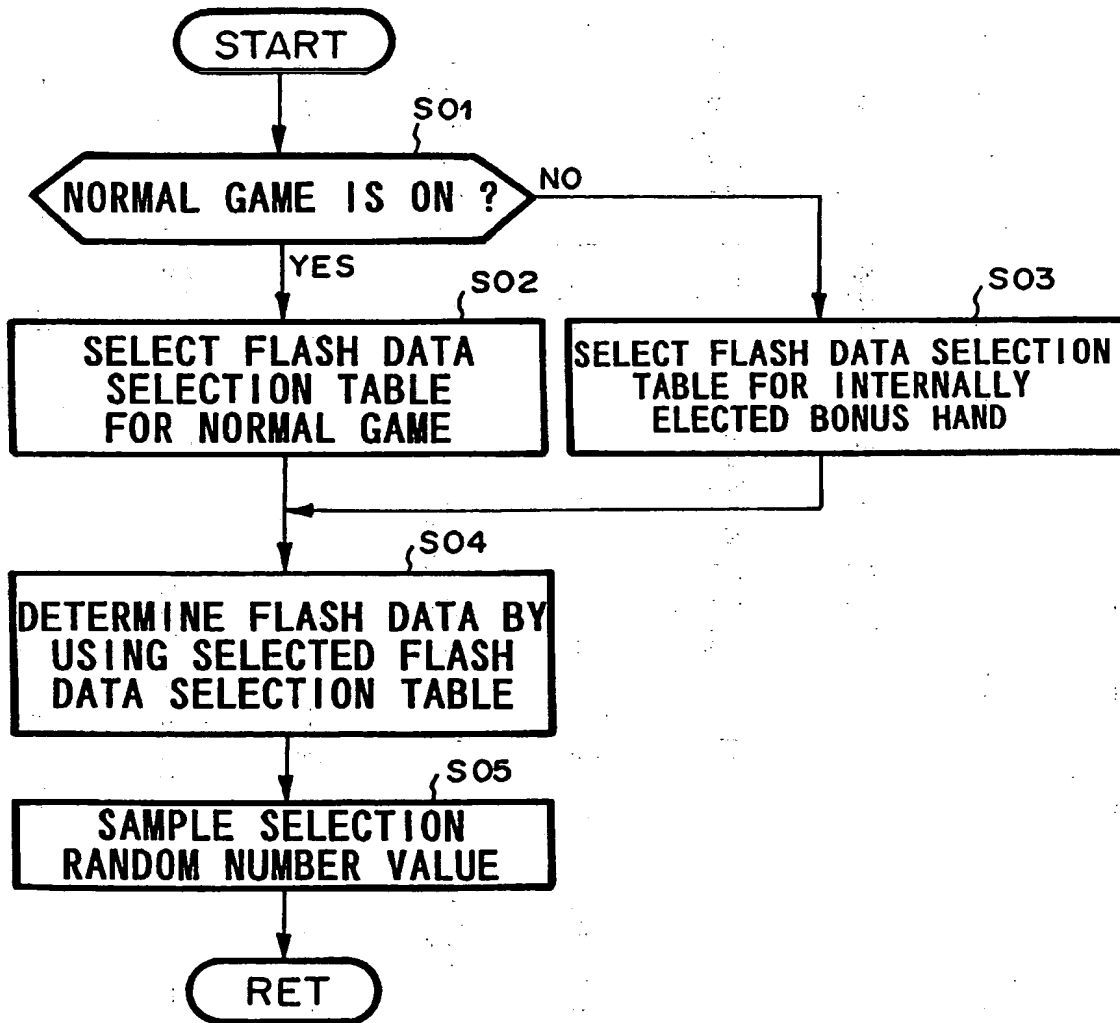 START
S01
NORMAL GAME IS ON ?
NO
YES
S02
SELECT FLASH DATA
SELECTION TABLE
FOR NORMAL GAME
S03
SELECT FLASH DATA SELECTION
TABLE FOR INTERNALLY
ELECTED BONUS HAND
S04
DETERMINE FLASH DATA BY
USING SELECTED FLASH
DATA SELECTION TABLE
S05
SAMPLE SELECTION
RANDOM NUMBER VALUE
RET